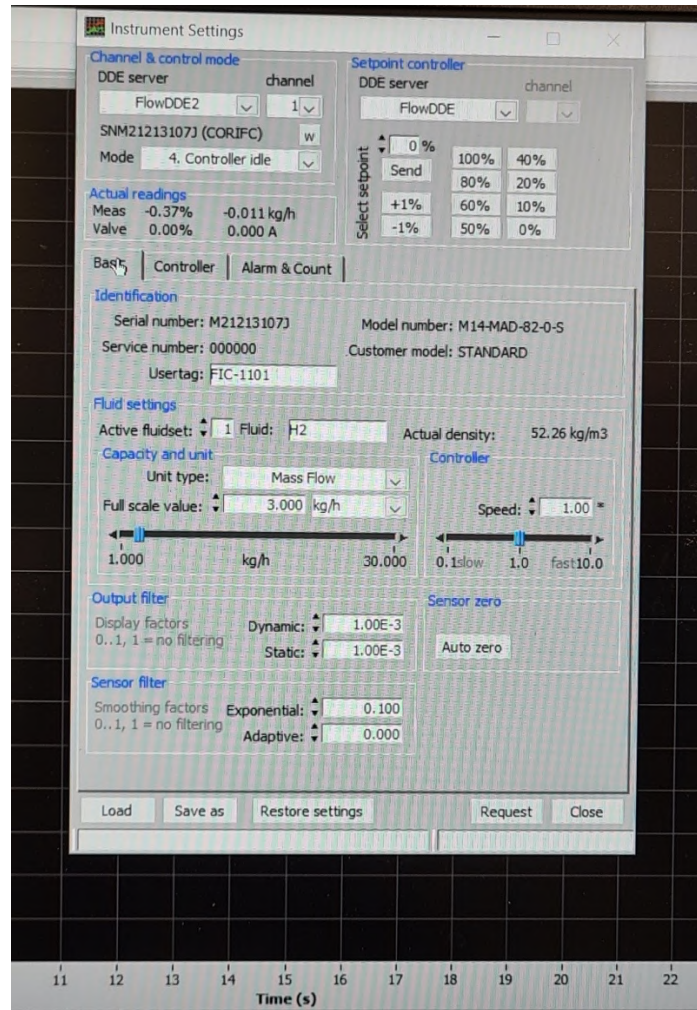 Instrument Settings
Channel & control mode
DDE server channel
FlowDDE2 1
SNM21213107J (CORIFC) w
Mode 4. Controller idle
Setpoint controller
DDE server channel
FlowDDE
Select setpoint
0 %
Send
+1%
-1%
100% 40%
80% 20%
60% 10%
50% 0%
Actual readings
Meas -0.37% -0.011 kg/h
Valve 0.00% 0.000 A
Basic Controller Alarm & Count
Identification
Serial number: M21213107J Model number: M14-MAD-82-0-S
Service number: 000000 Customer model: STANDARD
Usertag: FIC-1101
Fluid settings
Active fluidset: 1 Fluid: H2 Actual density: 52.26 kg/m3
Capacity and unit
Unit type: Mass Flow
Full scale value: 3.000 kg/h
1.000 kg/h 30.000
Controller
Speed: 1.00 *
0.1slow 1.0 fast10.0
Output filter
Display factors
0..1, 1 = no filtering
Dynamic: 1.00E-3
Static: 1.00E-3
Sensor zero
Auto zero
Sensor filter
Smoothing factors
0..1, 1 = no filtering
Exponential: 0.100
Adaptive: 0.000
Load Save as Restore settings Request Close
11 12 13 14 15 16 17 18 19 20 21 22
Time (s)